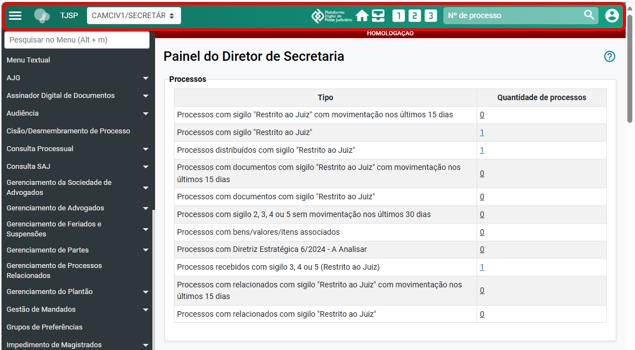 TJSP
CAMCIV1/SECRETÁR
Plataforma
Digital do
Poder Judiciário
1 2 3
Nº de processo
HOMOLOGAÇÃO
Pesquisar no Menu (Alt + m)
Menu Textual
AJG
Assinador Digital de Documentos
Audiência
Cisão/Desmembramento de Processo
Consulta Processual
Consulta SAJ
Gerenciamento da Sociedade de
Advogados
Gerenciamento de Advogados
Gerenciamento de Feriados e
Suspensões
Gerenciamento de Partes
Gerenciamento de Processos
Relacionados
Gerenciamento do Plantão
Gestão de Mandados
Grupos de Preferências
Impedimento de Magistrados
Painel do Diretor de Secretaria
?
Processos
Tipo Quantidade de processos
Processos com sigilo "Restrito ao Juiz" com movimentação nos últimos 15 dias 0
Processos com sigilo "Restrito ao Juiz" 1
Processos distribuídos com sigilo "Restrito ao Juiz" 1
Processos com documentos com sigilo "Restrito ao Juiz" com movimentação nos
últimos 15 dias 0
Processos com documentos com sigilo "Restrito ao Juiz" 0
Processos com sigilo 2, 3, 4 ou 5 sem movimentação nos últimos 30 dias 0
Processos com bens/valores/itens associados 0
Processos com Diretriz Estratégica 6/2024 - A Analisar 0
Processos recebidos com sigilo 3, 4 ou 5 (Restrito ao Juiz) 1
Processos com relacionados com sigilo "Restrito ao Juiz" com movimentação nos
últimos 15 dias 0
Processos com relacionados com sigilo "Restrito ao Juiz" 0